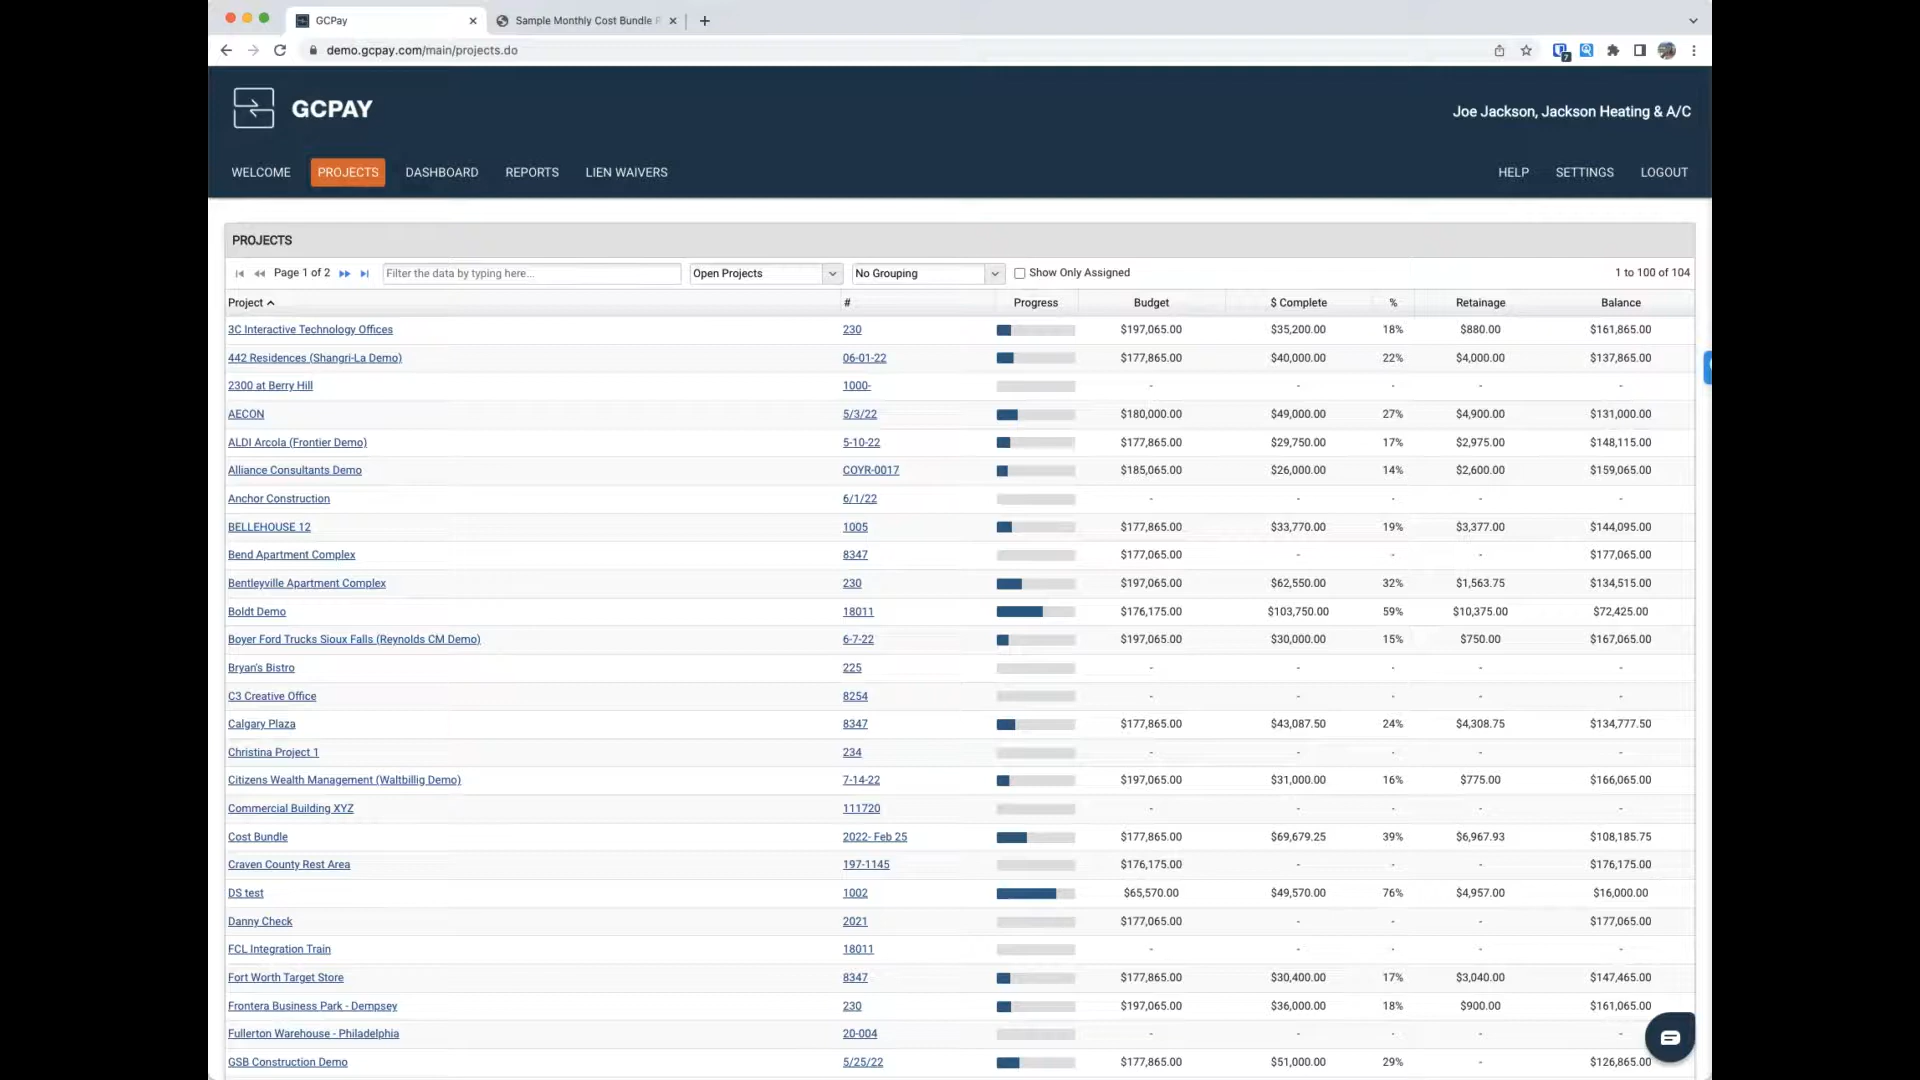 GCPay
Sample Monthly Cost Bundle
demo.gcpay.com/main/projects.do
7
GCPAY
Joe Jackson, Jackson Heating & A/C
WELCOME PROJECTS DASHBOARD REPORTS LIEN WAIVERS HELP SETTINGS LOGOUT
PROJECTS
Page 1 of 2 Filter the data by typing here... Open Projects No Grouping Show Only Assigned 1 to 100 of 104
Project # Progress Budget $ Complete % Retainage Balance
3C Interactive Technology Offices 230 $197,065.00 $35,200.00 18% $880.00 $161,865.00
442 Residences (Shangri-La Demo) 06-01-22 $177,865.00 $40,000.00 22% $4,000.00 $137,865.00
2300 at Berry Hill 1000- - - - - -
AECON 5/3/22 $180,000.00 $49,000.00 27% $4,900.00 $131,000.00
ALDI Arcola (Frontier Demo) 5-10-22 $177,865.00 $29,750.00 17% $2,975.00 $148,115.00
Alliance Consultants Demo COYR-0017 $185,065.00 $26,000.00 14% $2,600.00 $159,065.00
Anchor Construction 6/1/22 - - - - -
BELLEHOUSE 12 1005 $177,865.00 $33,770.00 19% $3,377.00 $144,095.00
Bend Apartment Complex 8347 $177,065.00 - - - $177,065.00
Bentleyville Apartment Complex 230 $197,065.00 $62,550.00 32% $1,563.75 $134,515.00
Boldt Demo 18011 $176,175.00 $103,750.00 59% $10,375.00 $72,425.00
Boyer Ford Trucks Sioux Falls (Reynolds CM Demo) 6-7-22 $197,065.00 $30,000.00 15% $750.00 $167,065.00
Bryan's Bistro 225 - - - - -
C3 Creative Office 8254 - - - - -
Calgary Plaza 8347 $177,865.00 $43,087.50 24% $4,308.75 $134,777.50
Christina Project 1 234 - - - - -
Citizens Wealth Management (Waltbillig Demo) 7-14-22 $197,065.00 $31,000.00 16% $775.00 $166,065.00
Commercial Building XYZ 111720 - - - - -
Cost Bundle 2022- Feb 25 $177,865.00 $69,679.25 39% $6,967.93 $108,185.75
Craven County Rest Area 197-1145 $176,175.00 - - - $176,175.00
DS test 1002 $65,570.00 $49,570.00 76% $4,957.00 $16,000.00
Danny Check 2021 $177,065.00 - - - $177,065.00
FCL Integration Train 18011 - - - - -
Fort Worth Target Store 8347 $177,865.00 $30,400.00 17% $3,040.00 $147,465.00
Frontera Business Park - Dempsey 230 $197,065.00 $36,000.00 18% $900.00 $161,065.00
Fullerton Warehouse - Philadelphia 20-004 - - - - -
GSB Construction Demo 5/25/22 $177,865.00 $51,000.00 29% - $126,865.00